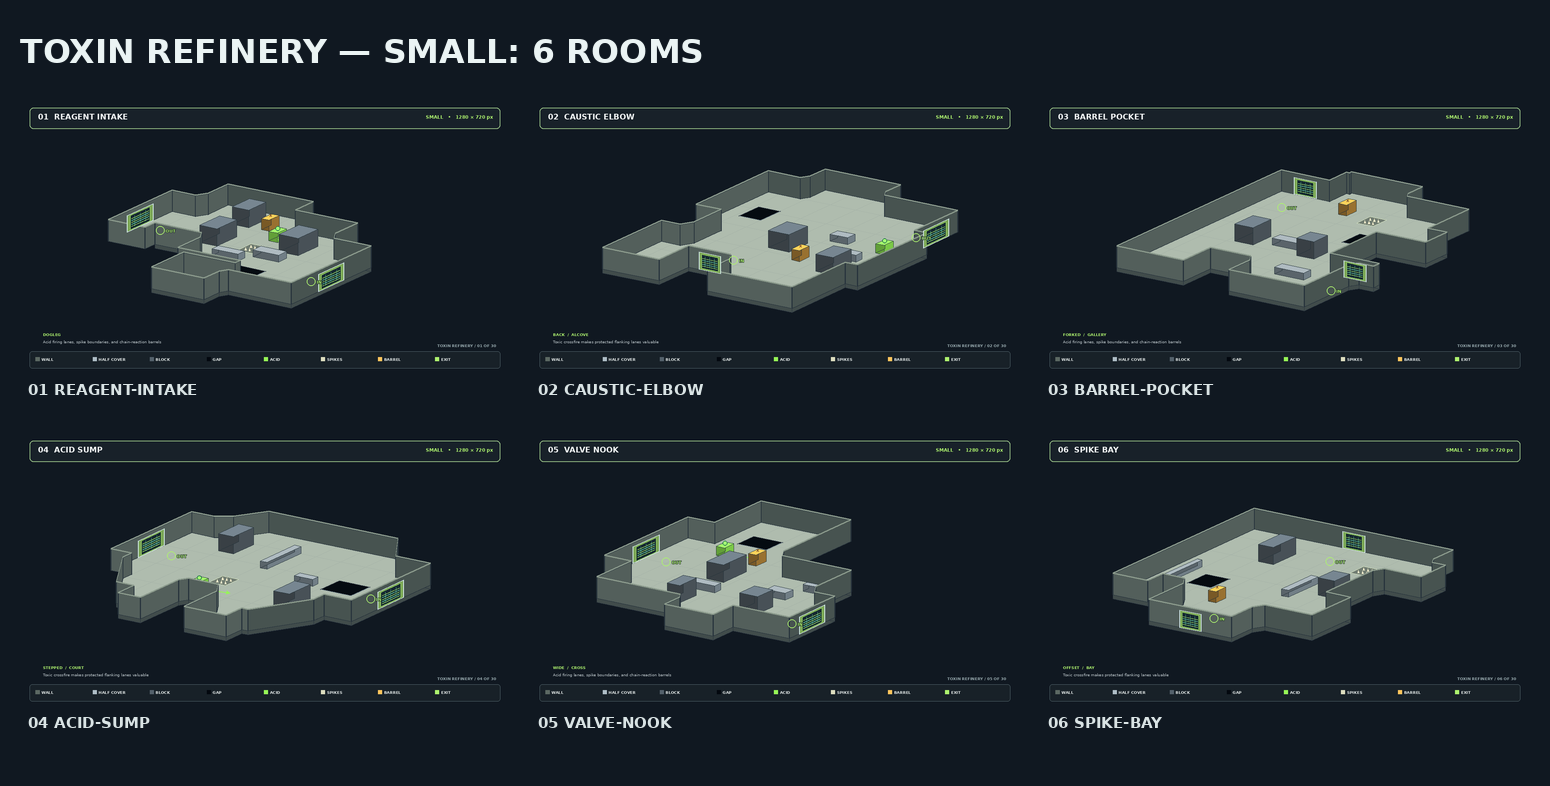 TOXIN REFINERY — SMALL: 6 ROOMS
01 REAGENT INTAKE
SMALL • 1280 × 720 px
OUT
IN
DOGLEG
Acid firing lanes, spike boundaries, and chain-reaction barrels
TOXIN REFINERY / 01 OF 30
WALL HALF COVER BLOCK GAP ACID SPIKES BARREL EXIT
01 REAGENT-INTAKE
02 CAUSTIC ELBOW
SMALL • 1280 × 720 px
IN
BACK / ALCOVE
Toxic crossfire makes protected flanking lanes valuable
TOXIN REFINERY / 02 OF 30
WALL HALF COVER BLOCK GAP ACID SPIKES BARREL EXIT
02 CAUSTIC-ELBOW
03 BARREL POCKET
SMALL • 1280 × 720 px
OUT
IN
FORKED / GALLERY
Acid firing lanes, spike boundaries, and chain-reaction barrels
TOXIN REFINERY / 03 OF 30
WALL HALF COVER BLOCK GAP ACID SPIKES BARREL EXIT
03 BARREL-POCKET
04 ACID SUMP
SMALL • 1280 × 720 px
OUT
STEPPED / COURT
Toxic crossfire makes protected flanking lanes valuable
TOXIN REFINERY / 04 OF 30
WALL HALF COVER BLOCK GAP ACID SPIKES BARREL EXIT
04 ACID-SUMP
05 VALVE NOOK
SMALL • 1280 × 720 px
OUT
WIDE / CROSS
Acid firing lanes, spike boundaries, and chain-reaction barrels
TOXIN REFINERY / 05 OF 30
WALL HALF COVER BLOCK GAP ACID SPIKES BARREL EXIT
05 VALVE-NOOK
06 SPIKE BAY
SMALL • 1280 × 720 px
OUT
IN
OFFSET / BAY
Toxic crossfire makes protected flanking lanes valuable
TOXIN REFINERY / 06 OF 30
WALL HALF COVER BLOCK GAP ACID SPIKES BARREL EXIT
06 SPIKE-BAY